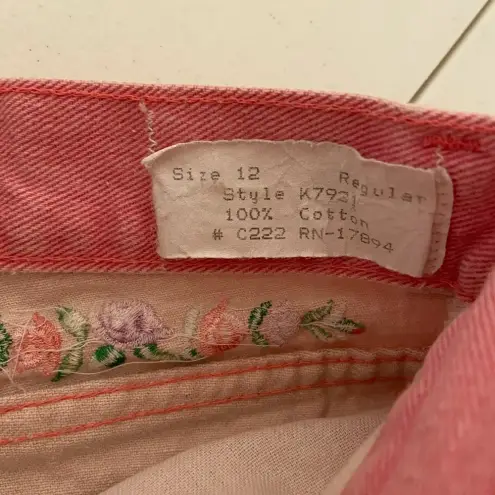 Size 12 Regular
Style K7921
100% Cotton
# C222 RN-17894